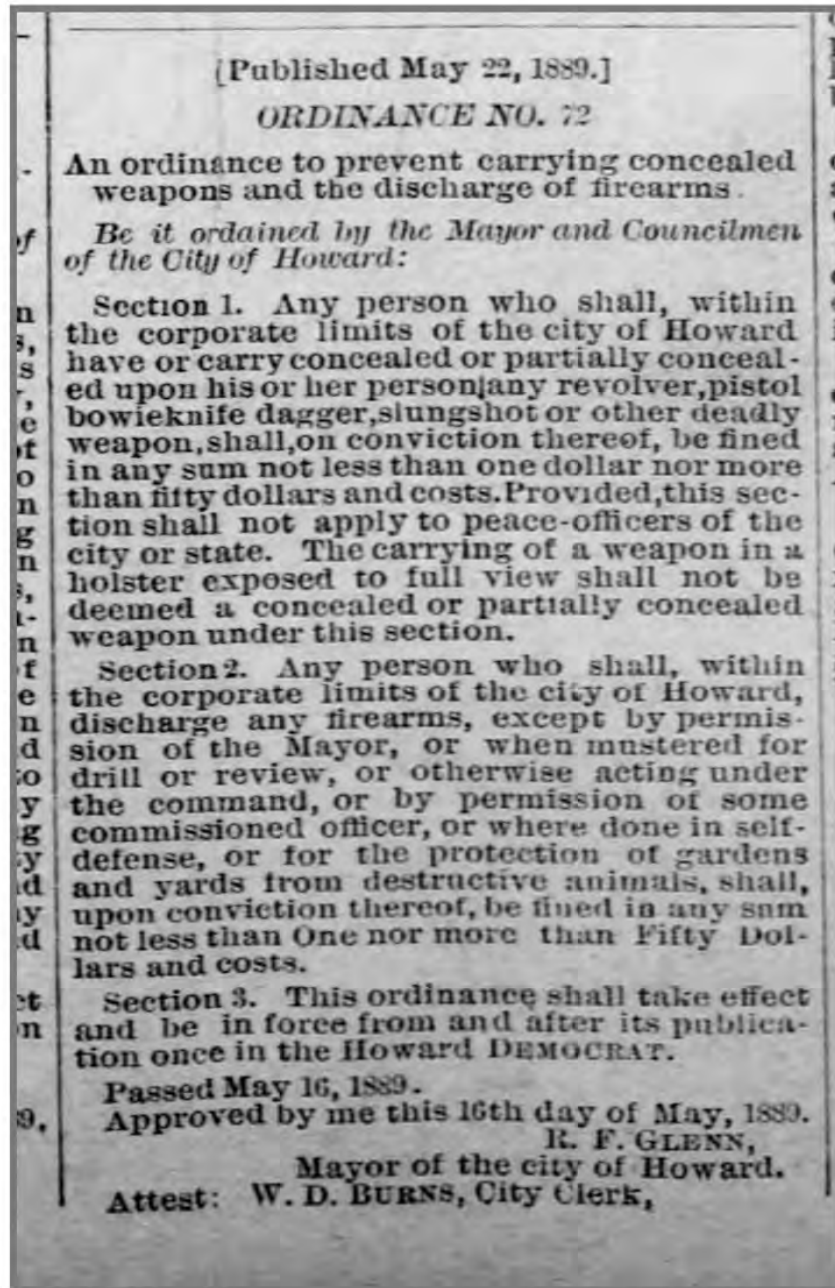 [Published May 22, 1889.]
ORDINANCE NO. 72
An ordinance to prevent carrying concealed
weapons and the discharge of firearms.
Be it ordained by the Mayor and Councilmen
of the City of Howard:
Section 1. Any person who shall, within
the corporate limits of the city of Howard
have or carry concealed or partially conceal-
ed upon his or her person any revolver,pistol
bowieknife dagger,slungshot or other deadly
weapon,shall,on conviction thereof, be fined
in any sum not less than one dollar nor more
than fifty dollars and costs.Provided,this sec-
tion shall not apply to peace-officers of the
city or state. The carrying of a weapon in a
holster exposed to full view shall not be
deemed a concealed or partially concealed
weapon under this section.
Section 2. Any person who shall, within
the corporate limits of the city of Howard,
discharge any firearms, except by permis-
sion of the Mayor, or when mustered for
drill or review, or otherwise acting under
the command, or by permission of some
commissioned officer, or where done in self-
defense, or for the protection of gardens
and yards from destructive animals, shall,
upon conviction thereof, be fined in any sum
not less than One nor more than Fifty Dol-
lars and costs.
Section 3. This ordinance shall take effect
and be in force from and after its publica-
tion once in the Howard DEMOCRAT.
Passed May 16, 1889.
Approved by me this 16th day of May, 1889.
R. F. GLENN,
Mayor of the city of Howard.
Attest: W. D. BURNS, City Clerk,